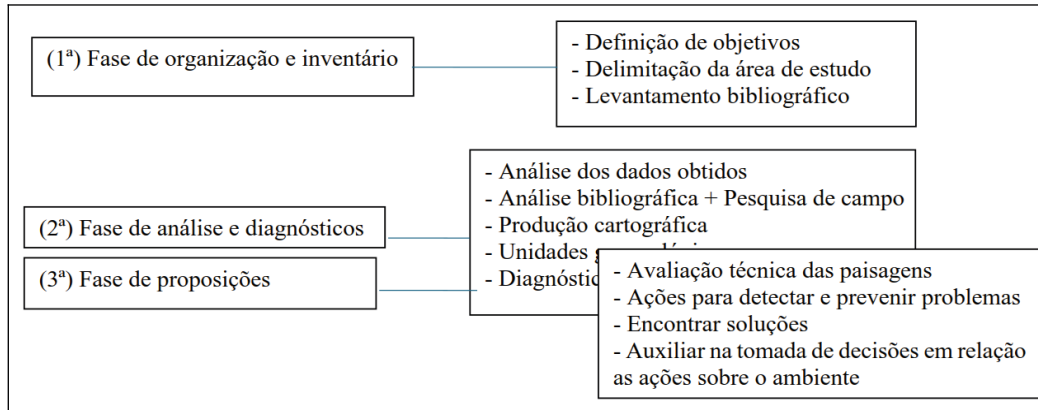 (1ª) Fase de organização e inventário
- Definição de objetivos
- Delimitação da área de estudo
- Levantamento bibliográfico
(2ª) Fase de análise e diagnósticos
- Análise dos dados obtidos
- Análise bibliográfica + Pesquisa de campo
- Produção cartográfica
- Unidades
- 
(3ª) Fase de proposições
- Avaliação técnica das paisagens
- Ações para detectar e prevenir problemas
- Encontrar soluções
- Auxiliar na tomada de decisões em relação
as ações sobre o ambiente